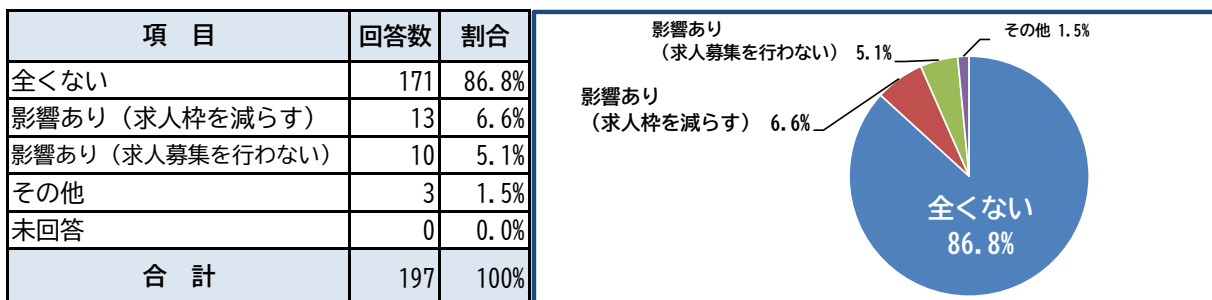 項　目 回答数 割合
全くない 171 86.8%
影響あり（求人枠を減らす） 13 6.6%
影響あり（求人募集を行わない） 10 5.1%
その他 3 1.5%
未回答 0 0.0%
合　計 197 100%
影響あり
（求人募集を行わない） 5.1%
その他 1.5%
影響あり
（求人枠を減らす） 6.6%
全くない
86.8%